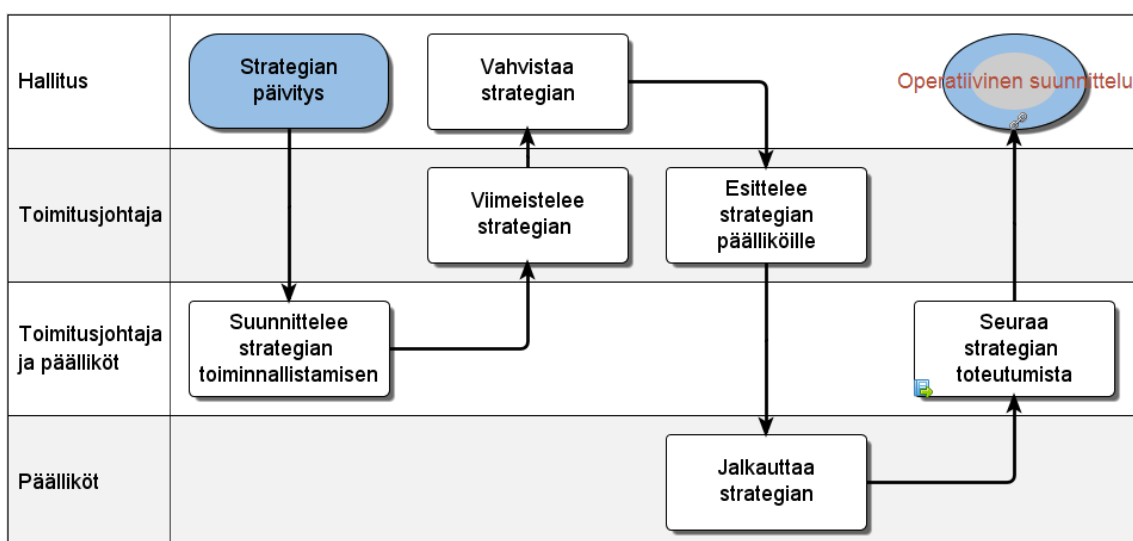 Hallitus
Strategian
päivitys
Vahvistaa
strategian
Operatiivinen suunnittelu
Toimitusjohtaja
Viimeistelee
strategian
Esittelee
strategian
päälliköille
Toimitusjohtaja
ja päälliköt
Suunnittelee
strategian
toiminnallistamisen
Seuraa
strategian
toteutumista
Päälliköt
Jalkauttaa
strategian